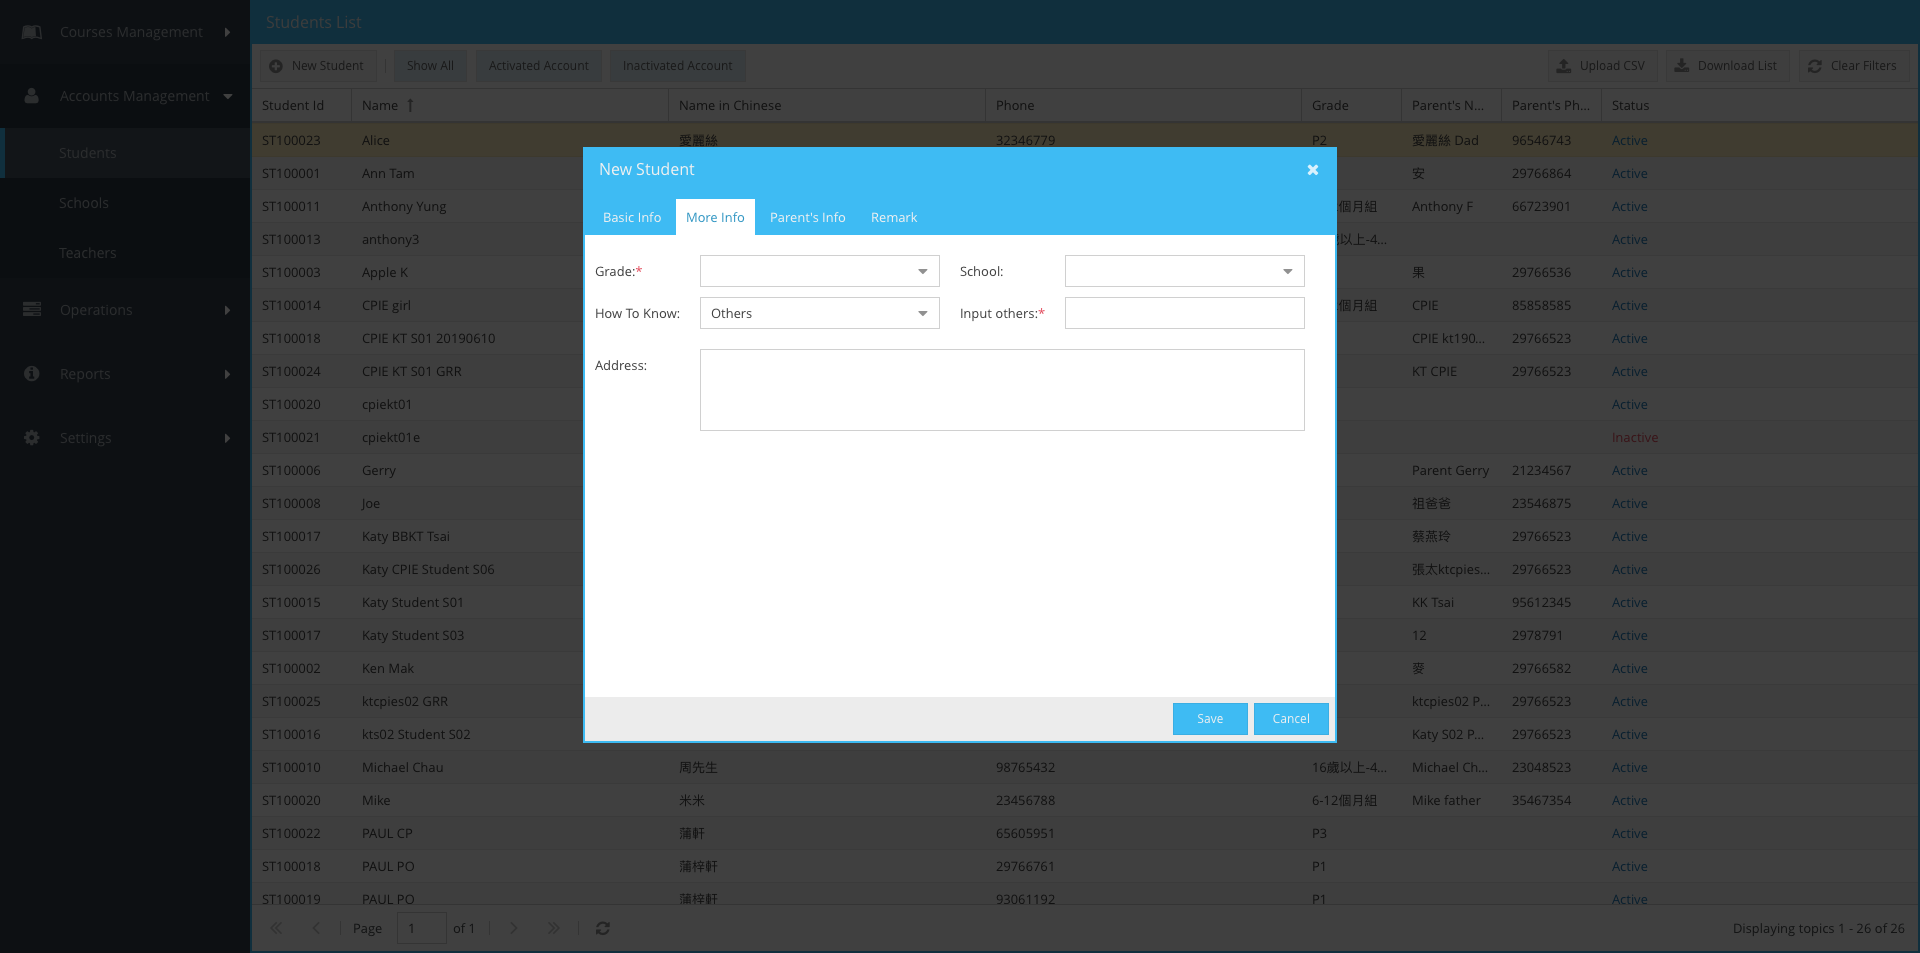 Courses Management
Accounts Management
Students
Schools
Teachers
Operations
Reports
Settings
Students List
New Student Show All Activated Account Inactivated Account Upload CSV Download List Clear Filters
Student Id Name Name in Chinese Phone Grade Parent's N... Parent's Ph... Status
ST100023 Alice 愛麗絲 32346779 P2 愛麗絲 Dad 96546743 Active
ST100001 Ann Tam 安 29766864 Active
ST100011 Anthony Yung 個月組 Anthony F 66723901 Active
ST100013 anthony3 以上-4... Active
ST100003 Apple K 果 29766536 Active
ST100014 CPIE girl 個月組 CPIE 85858585 Active
ST100018 CPIE KT S01 20190610 CPIE kt190... 29766523 Active
ST100024 CPIE KT S01 GRR KT CPIE 29766523 Active
ST100020 cpiekt01 Active
ST100021 cpiekt01e Inactive
ST100006 Gerry Parent Gerry 21234567 Active
ST100008 Joe 祖爸爸 23546875 Active
ST100017 Katy BBKT Tsai 蔡燕玲 29766523 Active
ST100026 Katy CPIE Student S06 張太ktcpies... 29766523 Active
ST100015 Katy Student S01 KK Tsai 95612345 Active
ST100017 Katy Student S03 12 2978791 Active
ST100002 Ken Mak 麥 29766582 Active
ST100025 ktcpies02 GRR ktcpies02 P... 29766523 Active
ST100016 kts02 Student S02 Katy S02 P... 29766523 Active
ST100010 Michael Chau 周先生 98765432 16歲以上-4... Michael Ch... 23048523 Active
ST100020 Mike 米米 23456788 6-12個月組 Mike father 35467354 Active
ST100022 PAUL CP 蒲軒 65605951 P3 Active
ST100018 PAUL PO 蒲梓軒 29766761 P1 Active
ST100019 PAUL PO 蒲梓軒 93061192 P1 Active
Page 1 of 1 Displaying topics 1 - 26 of 26
New Student
Basic Info More Info Parent's Info Remark
Grade:* School:
How To Know: Others Input others:*
Address:
Save Cancel